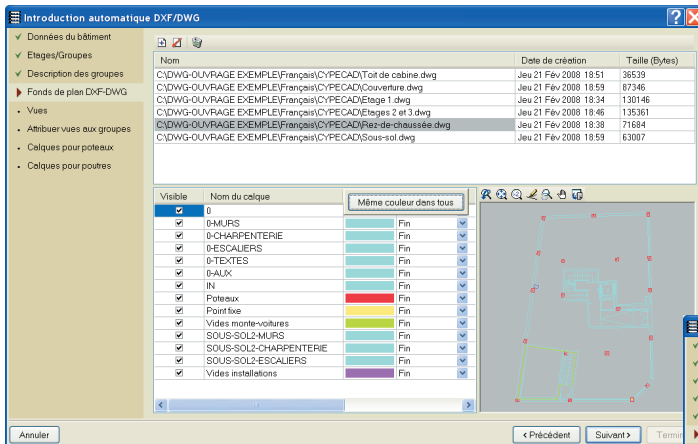 Introduction automatique DXF/DWG
Données du bâtiment
Etages/Groupes
Description des groupes
Fonds de plan DXF-DWG
Vues
Attribuer vues aux groupes
Calques pour poteaux
Calques pour poutres
Nom Date de création Taille (Bytes)
C:\DWG-OUVRAGE EXEMPLE\Français\CYPECAD\Toit de cabine.dwg Jeu 21 Fév 2008 18:51 36539
C:\DWG-OUVRAGE EXEMPLE\Français\CYPECAD\Couverture.dwg Jeu 21 Fév 2008 18:59 87346
C:\DWG-OUVRAGE EXEMPLE\Français\CYPECAD\Etage 1.dwg Jeu 21 Fév 2008 18:34 130146
C:\DWG-OUVRAGE EXEMPLE\Français\CYPECAD\Etages 2 et 3.dwg Jeu 21 Fév 2008 18:46 135361
C:\DWG-OUVRAGE EXEMPLE\Français\CYPECAD\Rez-de-chaussée.dwg Jeu 21 Fév 2008 18:38 71684
C:\DWG-OUVRAGE EXEMPLE\Français\CYPECAD\Sous-sol.dwg Jeu 21 Fév 2008 18:59 63007
Visible Nom du calque
Même couleur dans tous
0
0-MURS Fin
0-CHARPENTERIE Fin
0-ESCALIERS Fin
0-TEXTES Fin
0-AUX Fin
IN Fin
Poteaux Fin
Point fixe Fin
Vides monte-voitures Fin
SOUS-SOL2-MURS Fin
SOUS-SOL2-CHARPENTERIE Fin
SOUS-SOL2-ESCALIERS Fin
Vides installations Fin
Annuler < Précédent Suivant > Termin